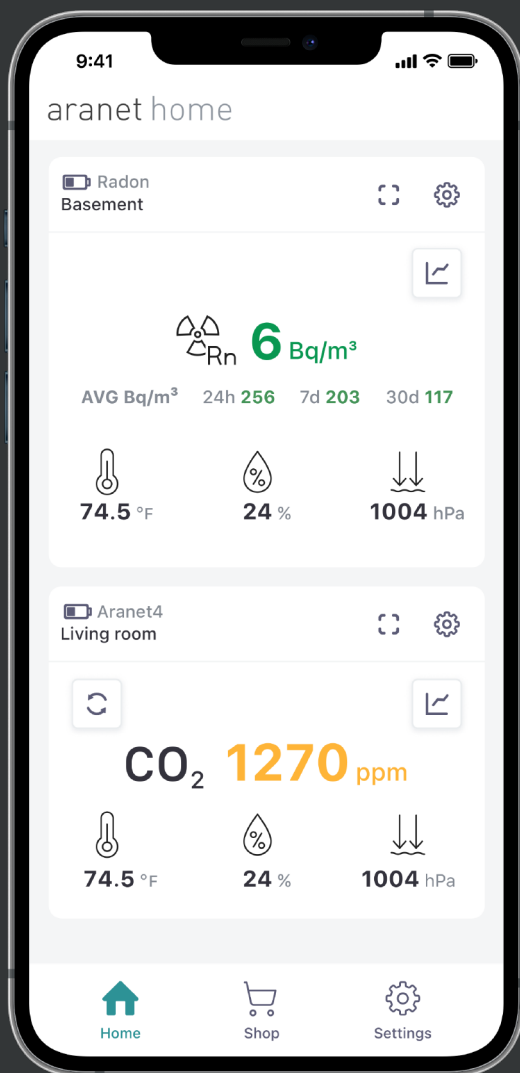 9:41
aranet home
Radon
Basement
Rn 6 Bq/m³
AVG Bq/m³ 24h 256 7d 203 30d 117
%
74.5 °F 24 % 1004 hPa
Aranet4
Living room
CO₂ 1270 ppm
%
74.5 °F 24 % 1004 hPa
Home Shop Settings